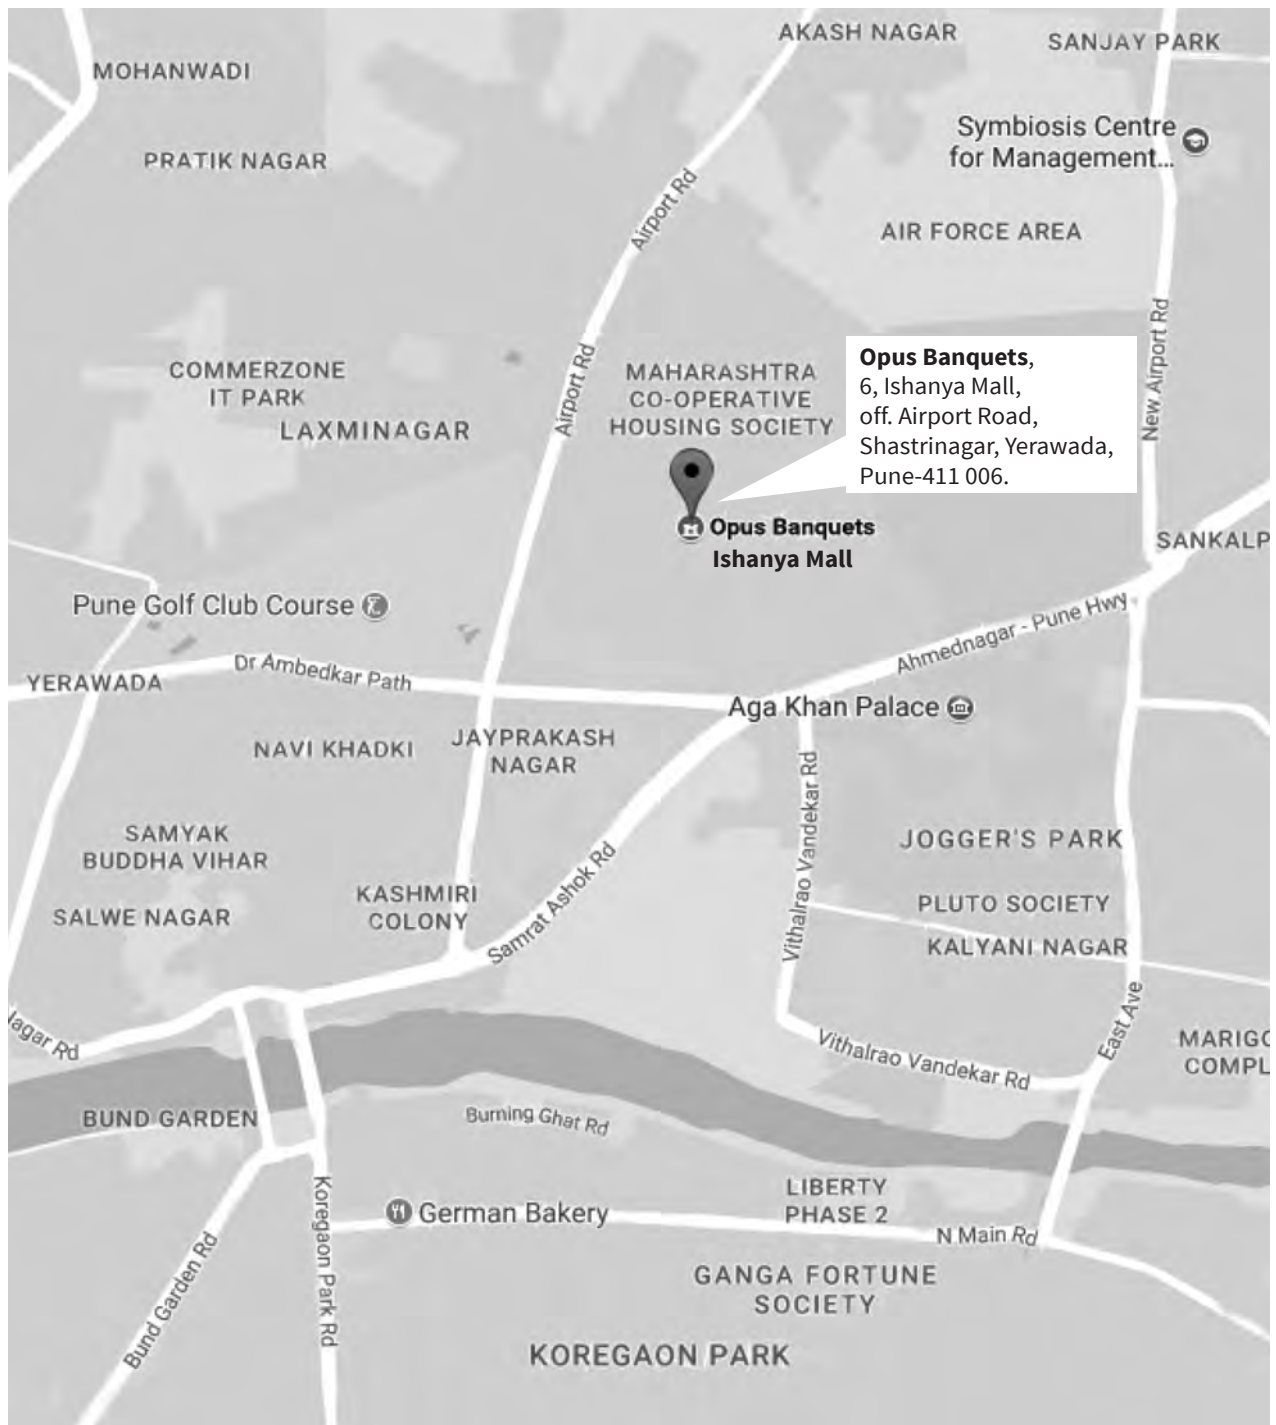 AKASH NAGAR
SANJAY PARK
MOHANWADI
Symbiosis Centre
for Management...
PRATIK NAGAR
Airport Rd
AIR FORCE AREA
New Airport Rd
Airport Rd
COMMERZONE
IT PARK
LAXMINAGAR
MAHARASHTRA
CO-OPERATIVE
HOUSING SOCIETY
Opus Banquets,
6, Ishanya Mall,
off. Airport Road,
Shastrinagar, Yerawada,
Pune-411 006.
Opus Banquets
Ishanya Mall
SANKALP
Pune Golf Club Course
Ahmednagar - Pune Hwy
YERAWADA
Dr Ambedkar Path
Aga Khan Palace
NAVI KHADKI
JAYPRAKASH
NAGAR
Vithalrao Vandekar Rd
SAMYAK
BUDDHA VIHAR
JOGGER'S PARK
KASHMIRI
COLONY
Samrat Ashok Rd
SALWE NAGAR
PLUTO SOCIETY
KALYANI NAGAR
East Ave
lagar Rd
Vithalrao Vandekar Rd
MARIGO
COMPL
BUND GARDEN
Burning Ghat Rd
LIBERTY
PHASE 2
German Bakery
Koregaon Park Rd
N Main Rd
Bund Garden Rd
GANGA FORTUNE
SOCIETY
KOREGAON PARK